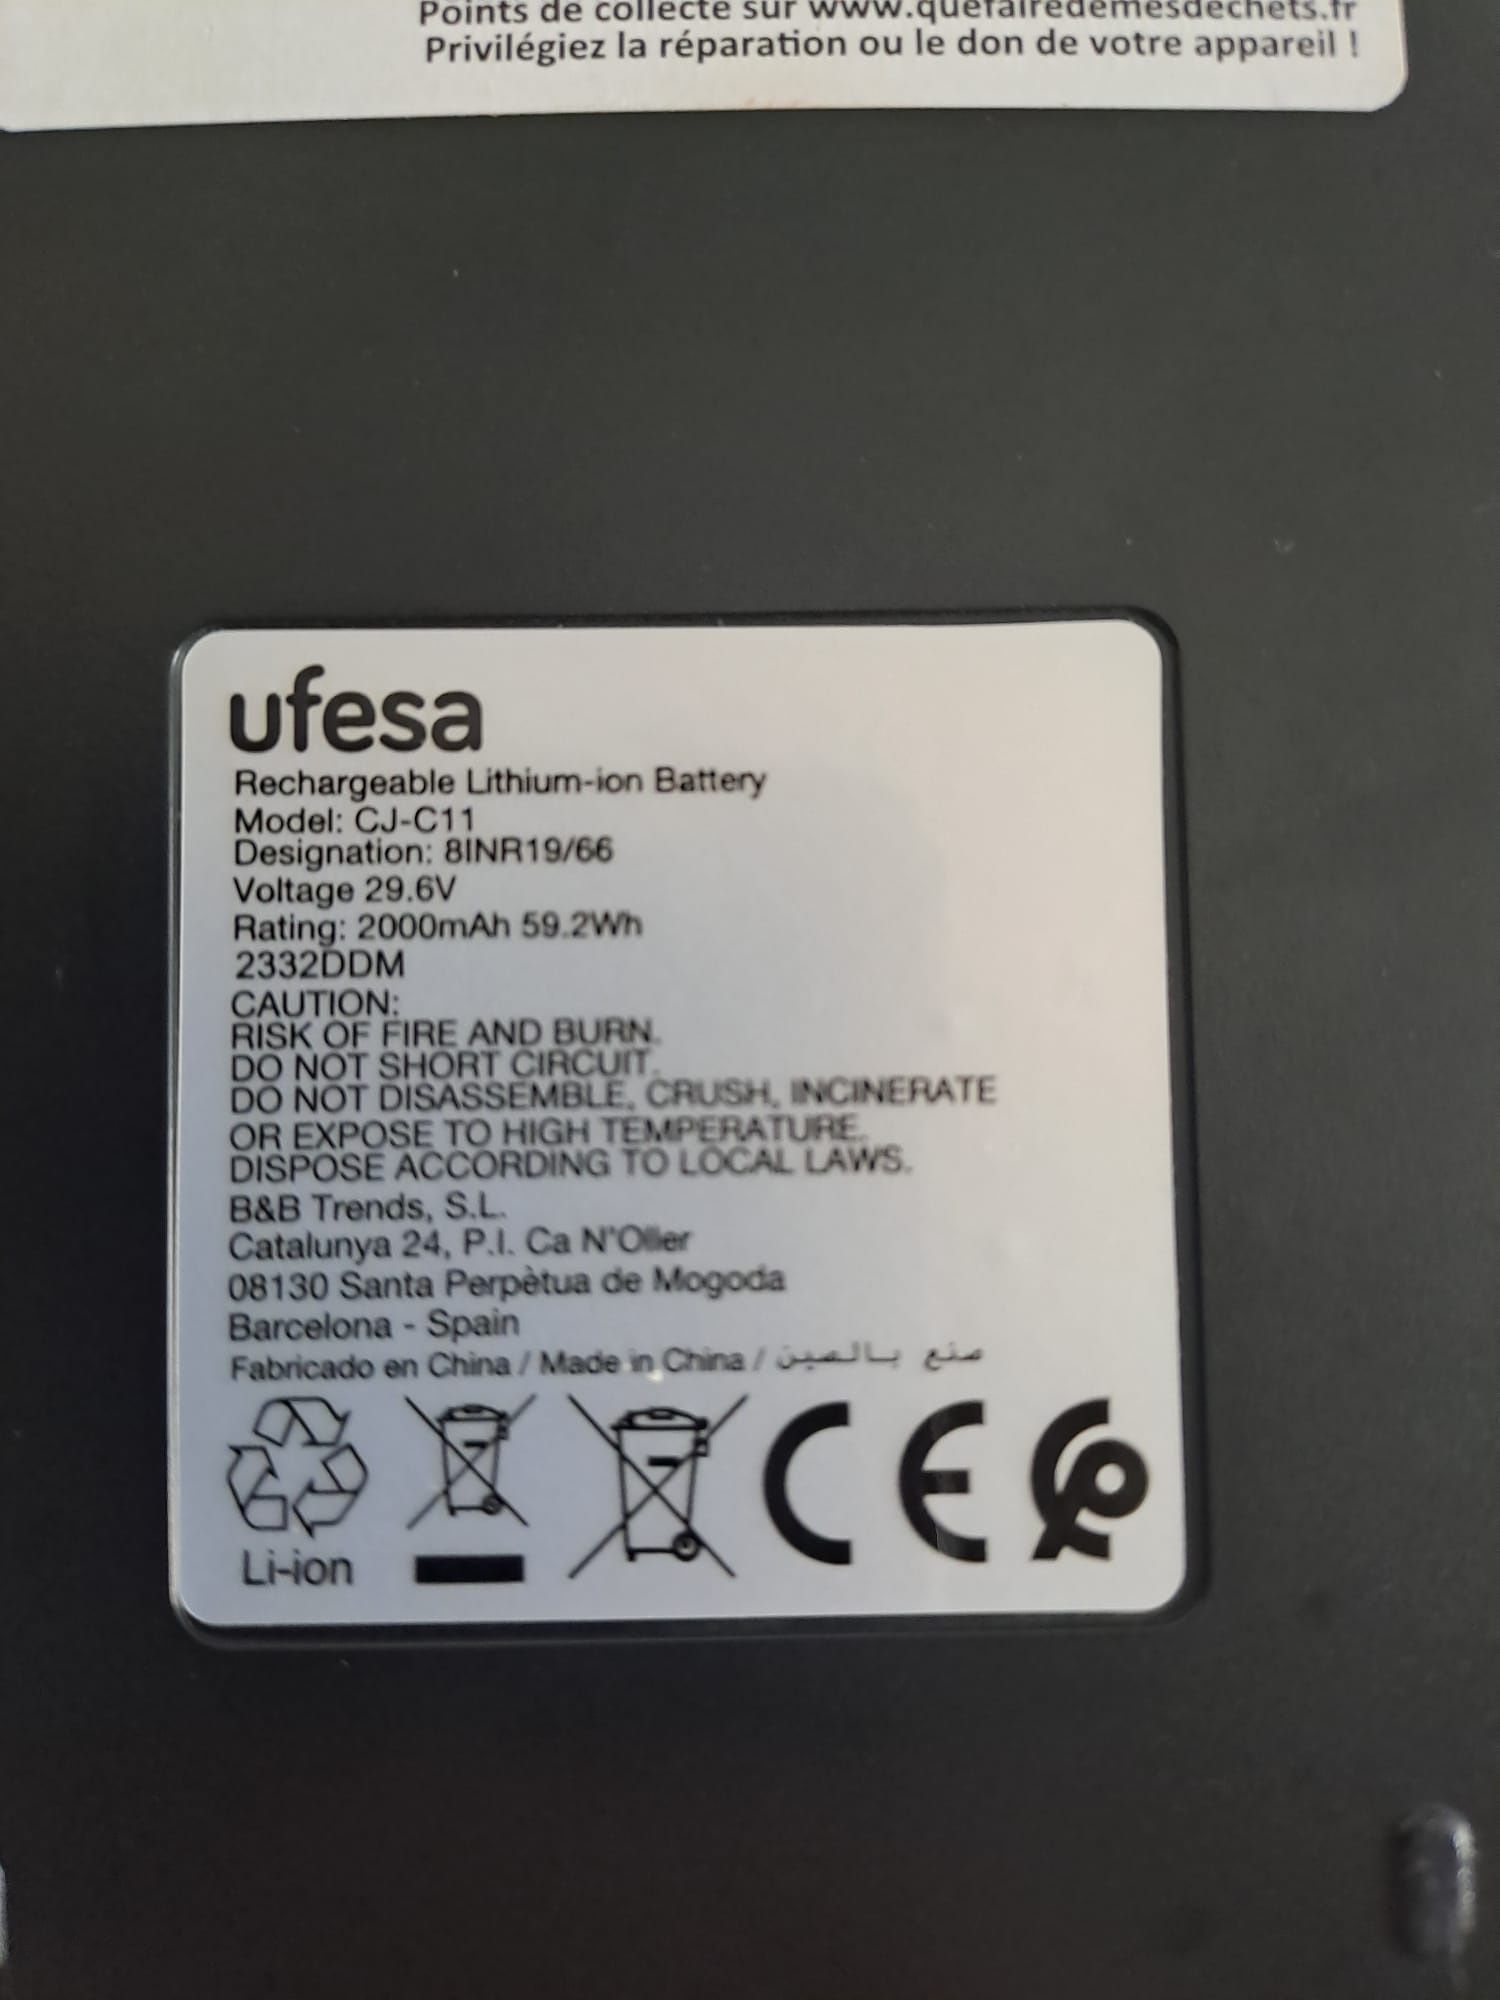 Points de collecte sur www.quefairedemesdechets.fr
Privilégiez la réparation ou le don de votre appareil !
ufesa
Rechargeable Lithium-ion Battery
Model: CJ-C11
Designation: 8INR19/66
Voltage 29.6V
Rating: 2000mAh 59.2Wh
2332DDM
CAUTION:
RISK OF FIRE AND BURN.
DO NOT SHORT CIRCUIT.
DO NOT DISASSEMBLE, CRUSH, INCINERATE
OR EXPOSE TO HIGH TEMPERATURE.
DISPOSE ACCORDING TO LOCAL LAWS.
B&B Trends, S.L.
Catalunya 24, P.I. Ca N'Oller
08130 Santa Perpètua de Mogoda
Barcelona - Spain
Fabricado en China / Made in China / صنع بالصين
CE
Li-ion